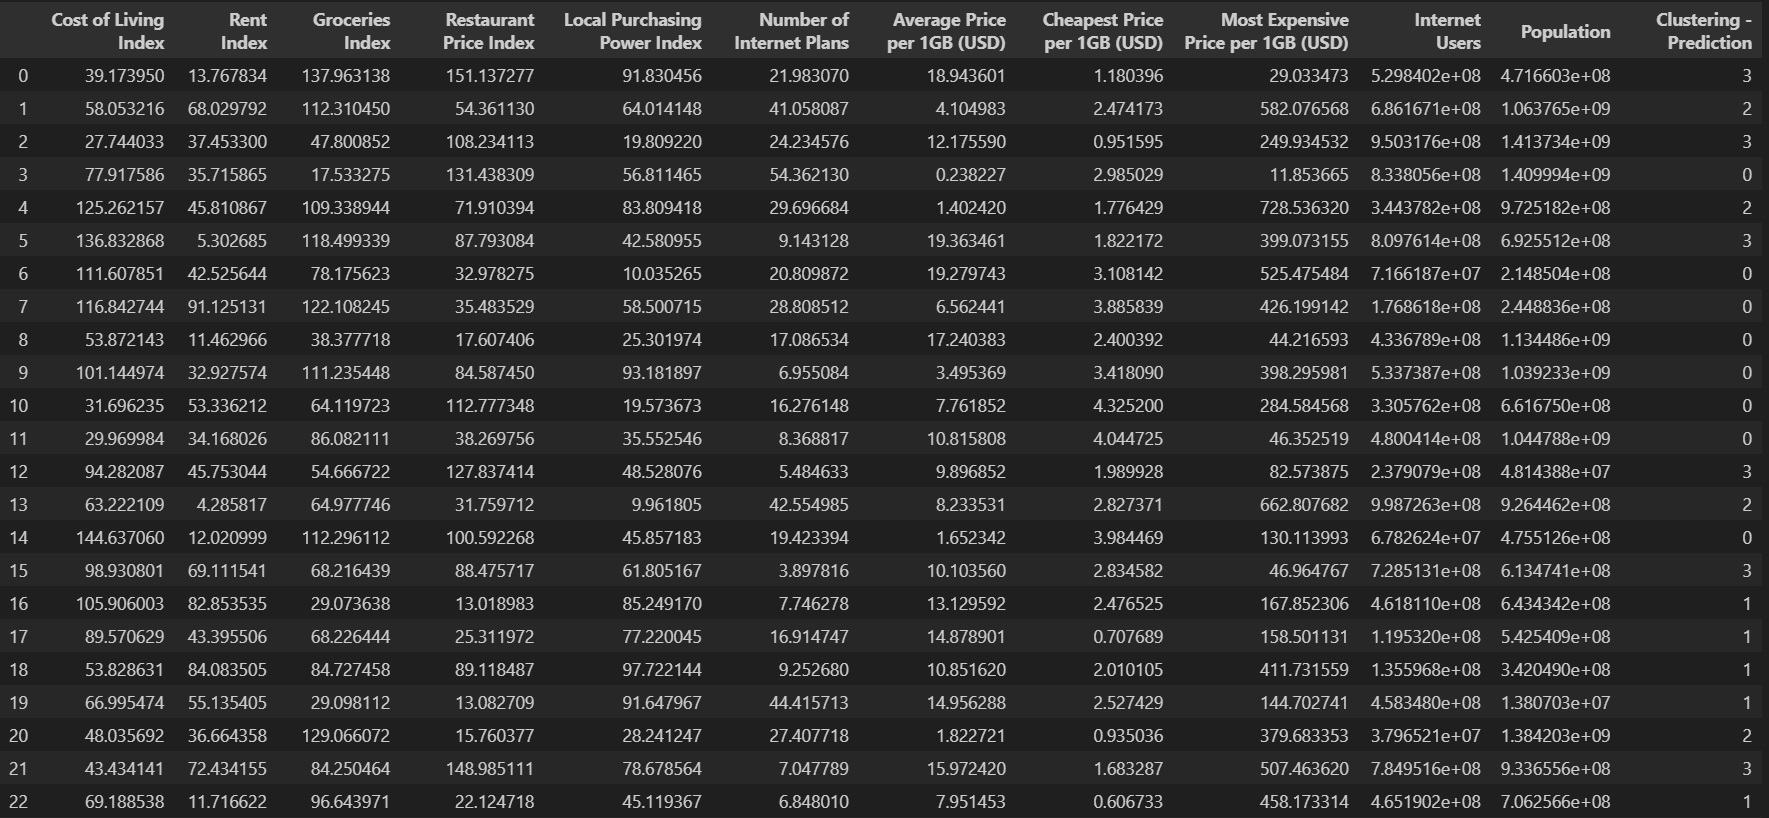 Cost of Living Index Rent Index Groceries Index Restaurant Price Index Local Purchasing Power Index Number of Internet Plans Average Price per 1GB (USD) Cheapest Price per 1GB (USD) Most Expensive Price per 1GB (USD) Internet Users Population Clustering - Prediction
0 39.173950 13.767834 137.963138 151.137277 91.830456 21.983070 18.943601 1.180396 29.033473 5.298402e+08 4.716603e+08 3
1 58.053216 68.029792 112.310450 54.361130 64.014148 41.058087 4.104983 2.474173 582.076568 6.861671e+08 1.063765e+09 2
2 27.744033 37.453300 47.800852 108.234113 19.809220 24.234576 12.175590 0.951595 249.934532 9.503176e+08 1.413734e+09 3
3 77.917586 35.715865 17.533275 131.438309 56.811465 54.362130 0.238227 2.985029 11.853665 8.338056e+08 1.409994e+09 0
4 125.262157 45.810867 109.338944 71.910394 83.809418 29.696684 1.402420 1.776429 728.536320 3.443782e+08 9.725182e+08 2
5 136.832868 5.302685 118.499339 87.793084 42.580955 9.143128 19.363461 1.822172 399.073155 8.097614e+08 6.925512e+08 3
6 111.607851 42.525644 78.175623 32.978275 10.035265 20.809872 19.279743 3.108142 525.475484 7.166187e+07 2.148504e+08 0
7 116.842744 91.125131 122.108245 35.483529 58.500715 28.808512 6.562441 3.885839 426.199142 1.768618e+08 2.448836e+08 0
8 53.872143 11.462966 38.377718 17.607406 25.301974 17.086534 17.240383 2.400392 44.216593 4.336789e+08 1.134486e+09 0
9 101.144974 32.927574 111.235448 84.587450 93.181897 6.955084 3.495369 3.418090 398.295981 5.337387e+08 1.039233e+09 0
10 31.696235 53.336212 64.119723 112.777348 19.573673 16.276148 7.761852 4.325200 284.584568 3.305762e+08 6.616750e+08 0
11 29.969984 34.168026 86.082111 38.269756 35.552546 8.368817 10.815808 4.044725 46.352519 4.800414e+08 1.044788e+09 0
12 94.282087 45.753044 54.666722 127.837414 48.528076 5.484633 9.896852 1.989928 82.573875 2.379079e+08 4.814388e+07 3
13 63.222109 4.285817 64.977746 31.759712 9.961805 42.554985 8.233531 2.827371 662.807682 9.987263e+08 9.264462e+08 2
14 144.637060 12.020999 112.296112 100.592268 45.857183 19.423394 1.652342 3.984469 130.113993 6.782624e+07 4.755126e+08 0
15 98.930801 69.111541 68.216439 88.475717 61.805167 3.897816 10.103560 2.834582 46.964767 7.285131e+08 6.134741e+08 3
16 105.906003 82.853535 29.073638 13.018983 85.249170 7.746278 13.129592 2.476525 167.852306 4.618110e+08 6.434342e+08 1
17 89.570629 43.395506 68.226444 25.311972 77.220045 16.914747 14.878901 0.707689 158.501131 1.195320e+08 5.425409e+08 1
18 53.828631 84.083505 84.727458 89.118487 97.722144 9.252680 10.851620 2.010105 411.731559 1.355968e+08 3.420490e+08 1
19 66.995474 55.135405 29.098112 13.082709 91.647967 44.415713 14.956288 2.527429 144.702741 4.583480e+08 1.380703e+07 1
20 48.035692 36.664358 129.066072 15.760377 28.241247 27.407718 1.822721 0.935036 379.683353 3.796521e+07 1.384203e+09 2
21 43.434141 72.434155 84.250464 148.985111 78.678564 7.047789 15.972420 1.683287 507.463620 7.849516e+08 9.336556e+08 3
22 69.188538 11.716622 96.643971 22.124718 45.119367 6.848010 7.951453 0.606733 458.173314 4.651902e+08 7.062566e+08 1